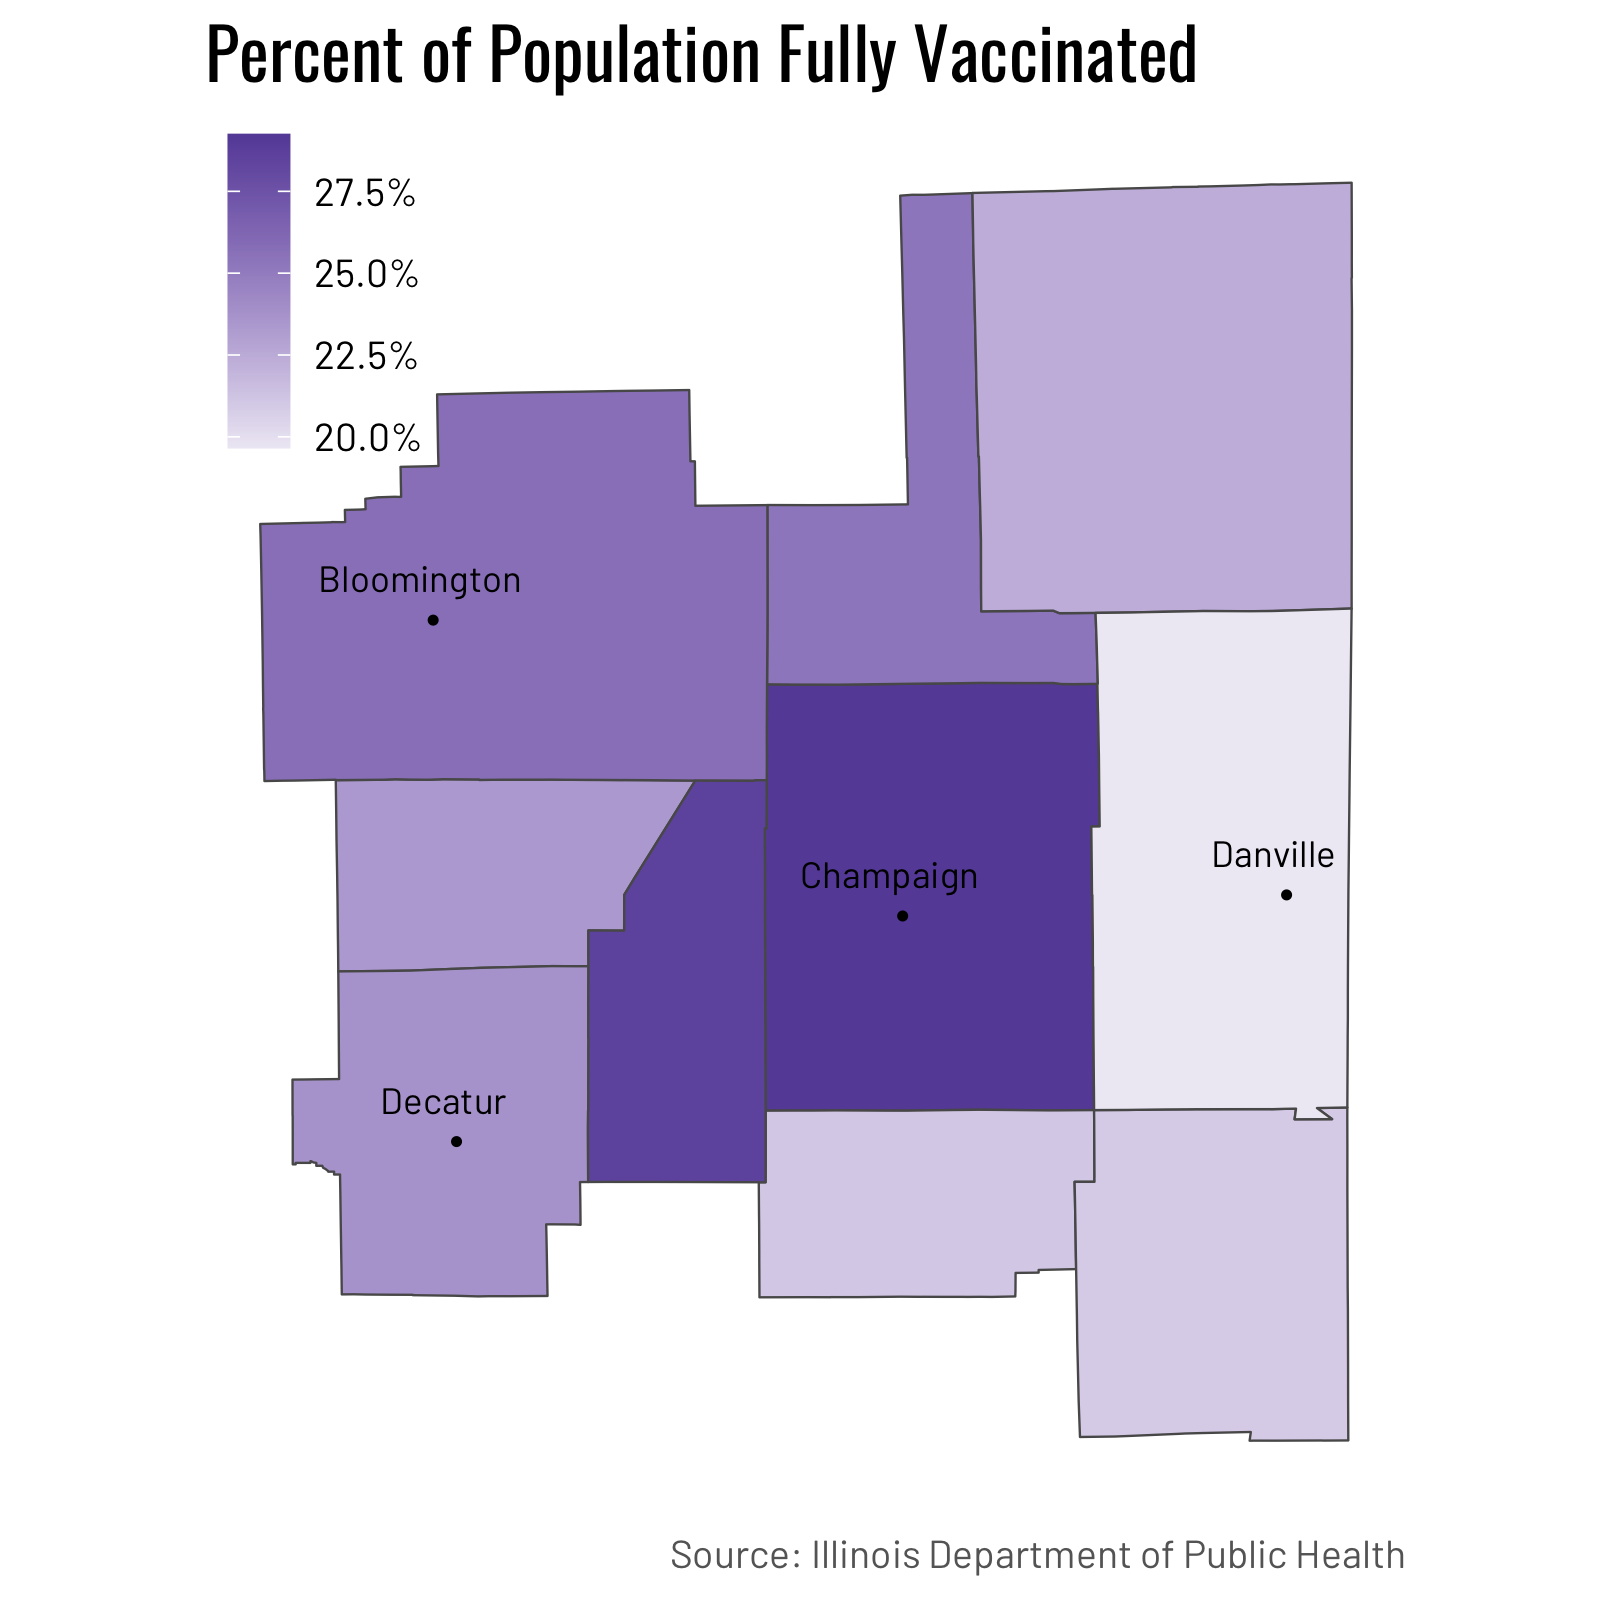 Percent of Population Fully Vaccinated
27.5%
25.0%
22.5%
20.0%
Bloomington
Danville
Champaign
Decatur
Source: Illinois Department of Public Health